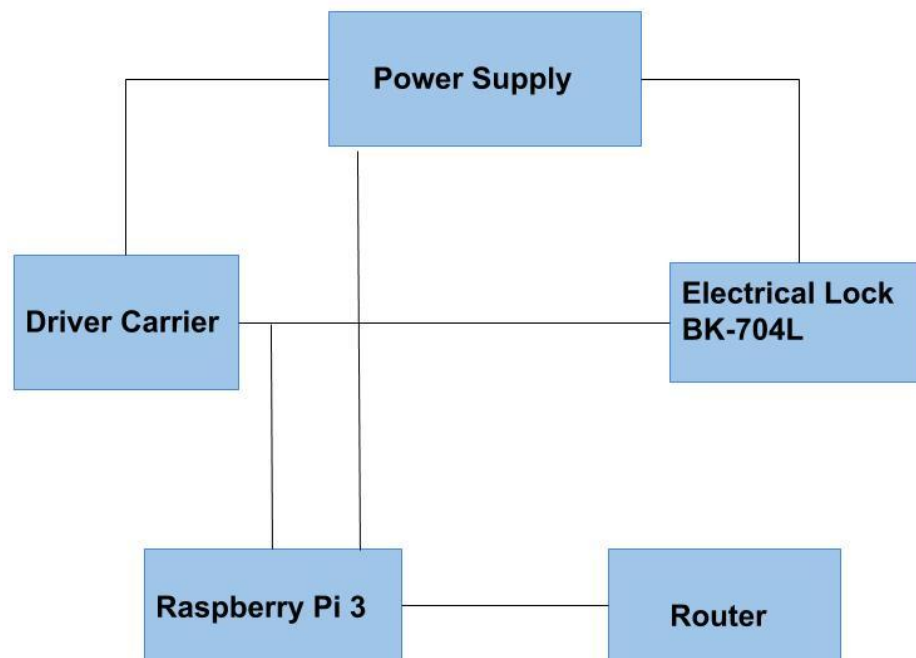 Power Supply
Driver Carrier
Electrical Lock
BK-704L
Raspberry Pi 3
Router